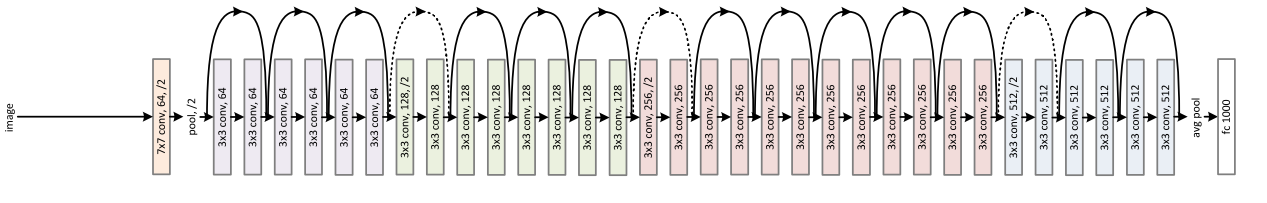 image
7x7 conv, 64, /2
pool, /2
3x3 conv, 64
3x3 conv, 64
3x3 conv, 64
3x3 conv, 64
3x3 conv, 64
3x3 conv, 64
3x3 conv, 128, /2
3x3 conv, 128
3x3 conv, 128
3x3 conv, 128
3x3 conv, 128
3x3 conv, 128
3x3 conv, 128
3x3 conv, 128
3x3 conv, 256, /2
3x3 conv, 256
3x3 conv, 256
3x3 conv, 256
3x3 conv, 256
3x3 conv, 256
3x3 conv, 256
3x3 conv, 256
3x3 conv, 256
3x3 conv, 256
3x3 conv, 256
3x3 conv, 256
3x3 conv, 512, /2
3x3 conv, 512
3x3 conv, 512
3x3 conv, 512
3x3 conv, 512
3x3 conv, 512
avg pool
fc 1000